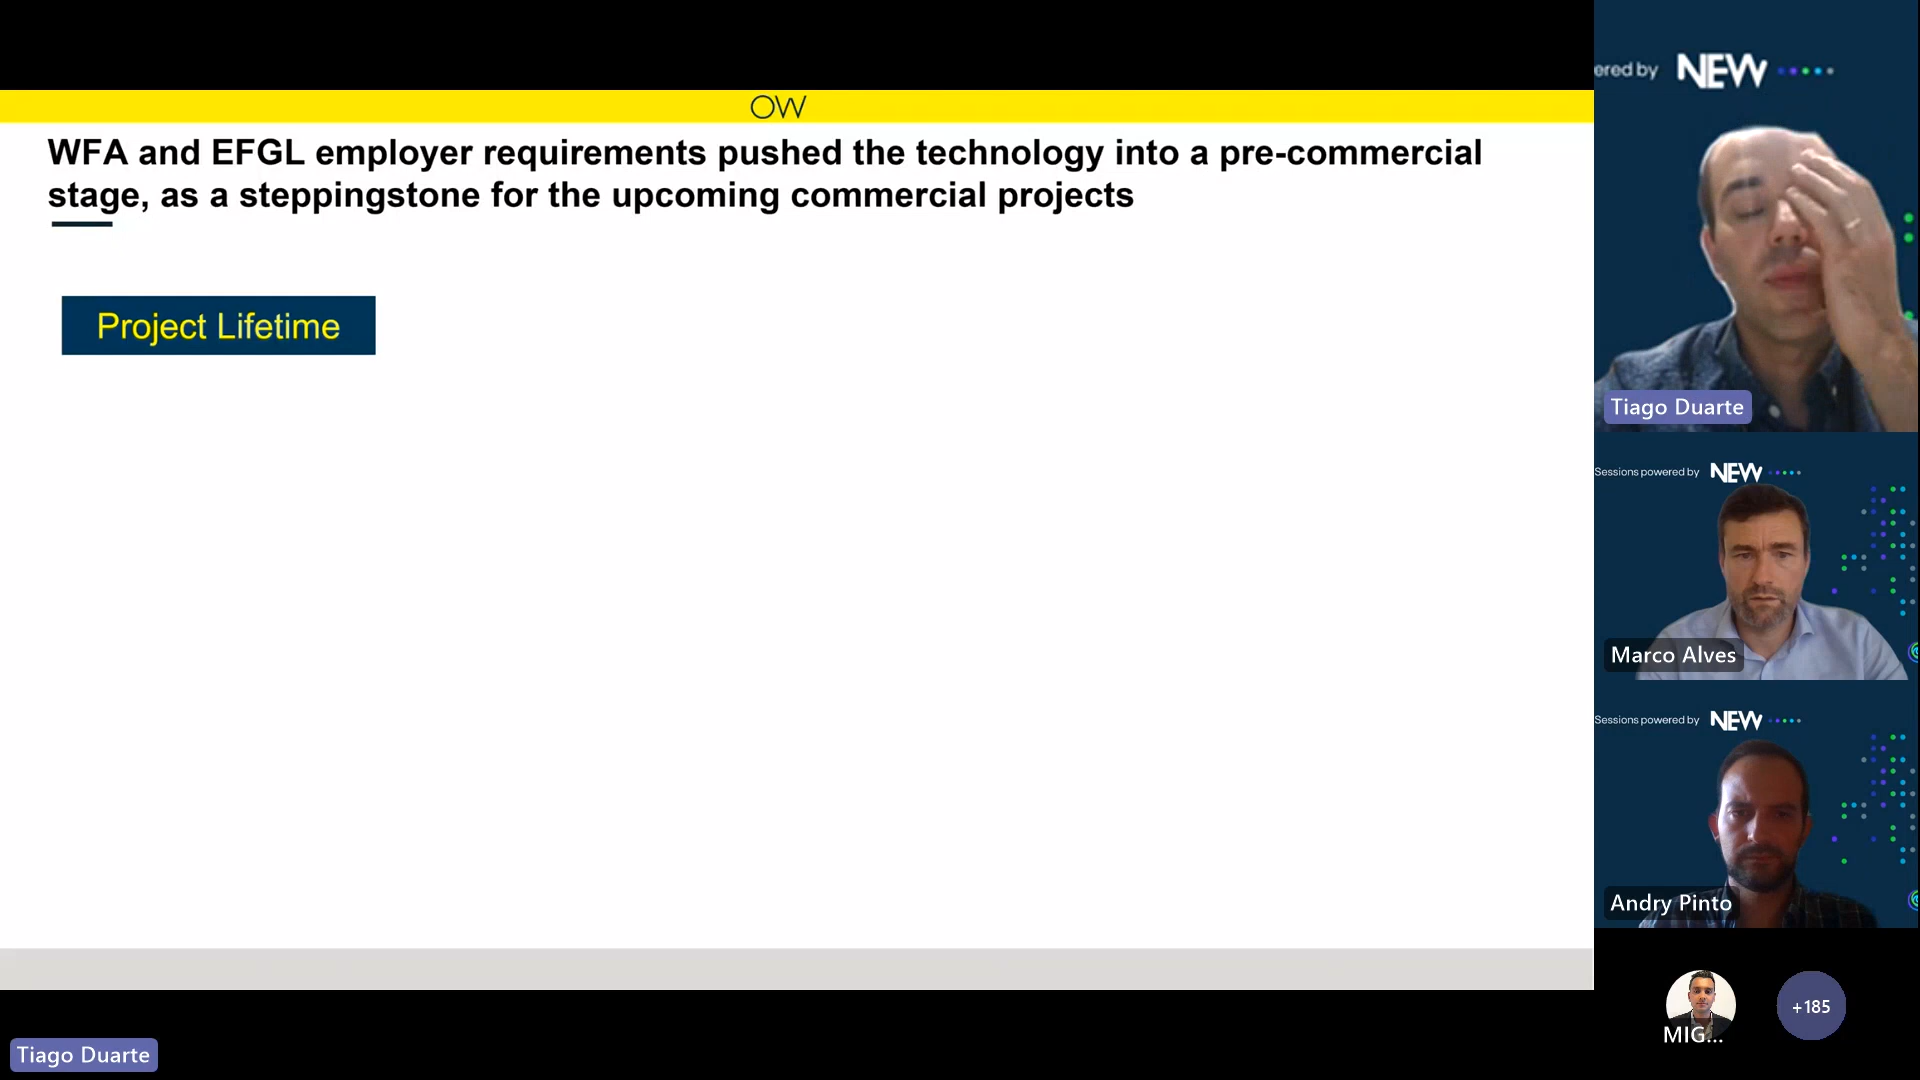 OW
WFA and EFGL employer requirements pushed the technology into a pre-commercial
stage, as a steppingstone for the upcoming commercial projects
Project Lifetime
ered by NEW
Tiago Duarte
Sessions powered by NEW
Marco Alves
Sessions powered by NEW
Andry Pinto
MIG...
+185
Tiago Duarte